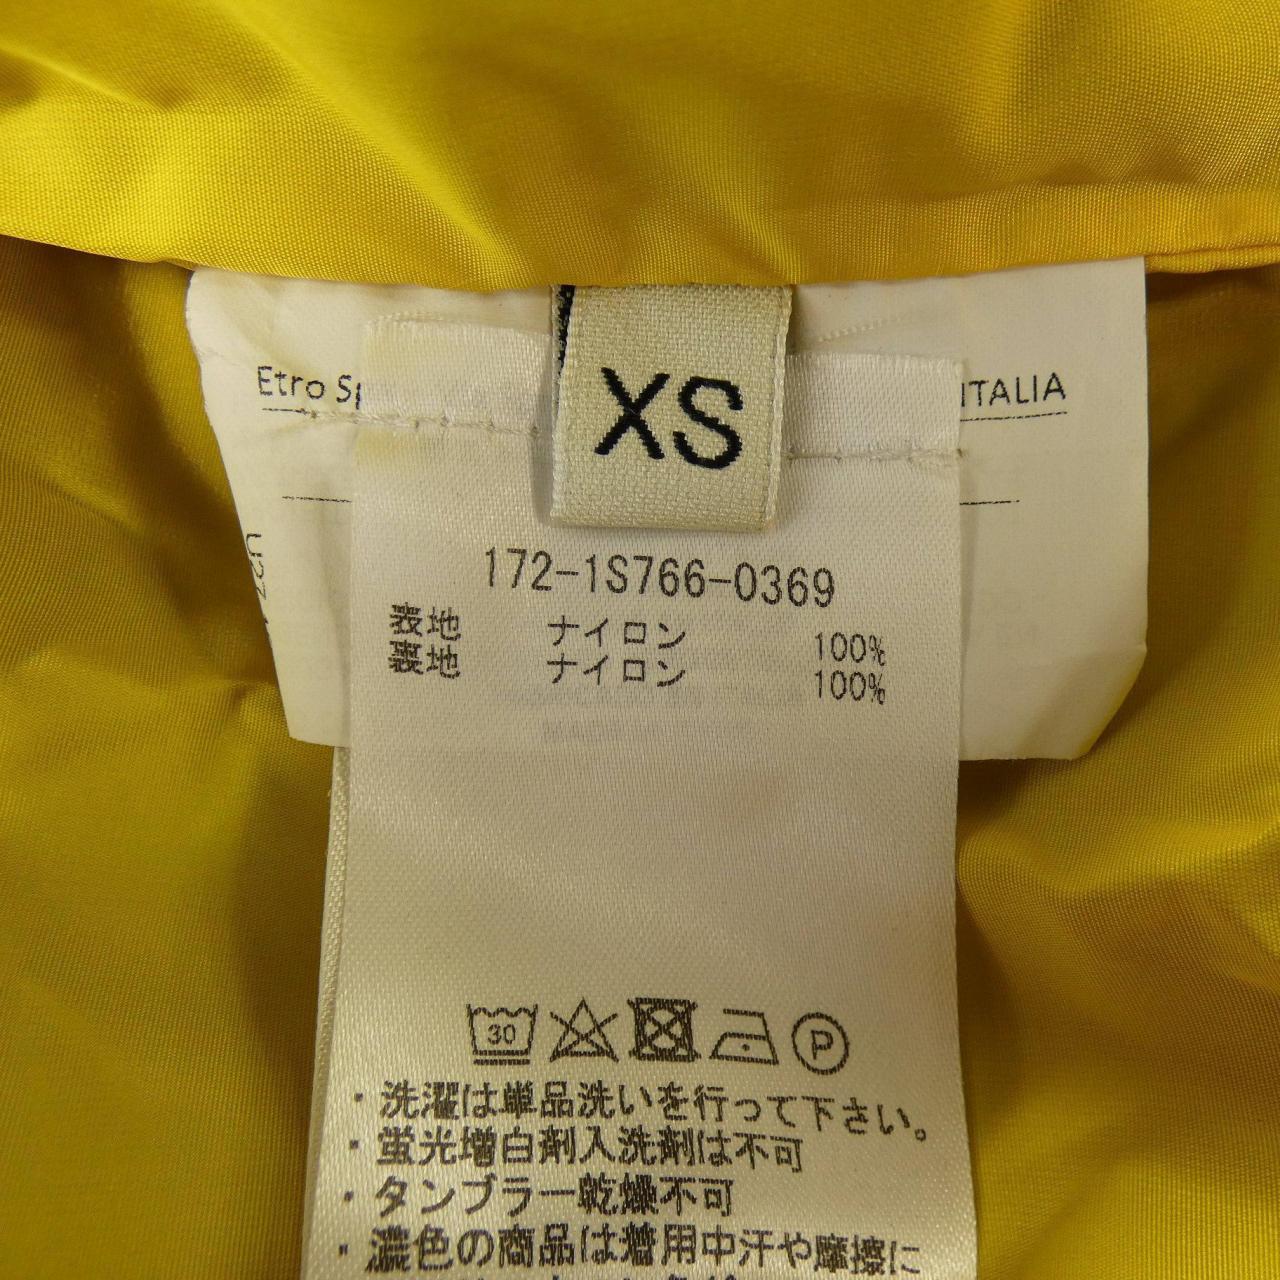 Etro Sp
XS
ITALIA
172-1S766-0369
表地 ナイロン 100%
裏地 ナイロン 100%
30
P
・洗濯は単品洗いを行って下さい。
・蛍光増白剤入洗剤は不可
・タンブラー乾燥不可
・濃色の商品は着用中汗や摩擦に